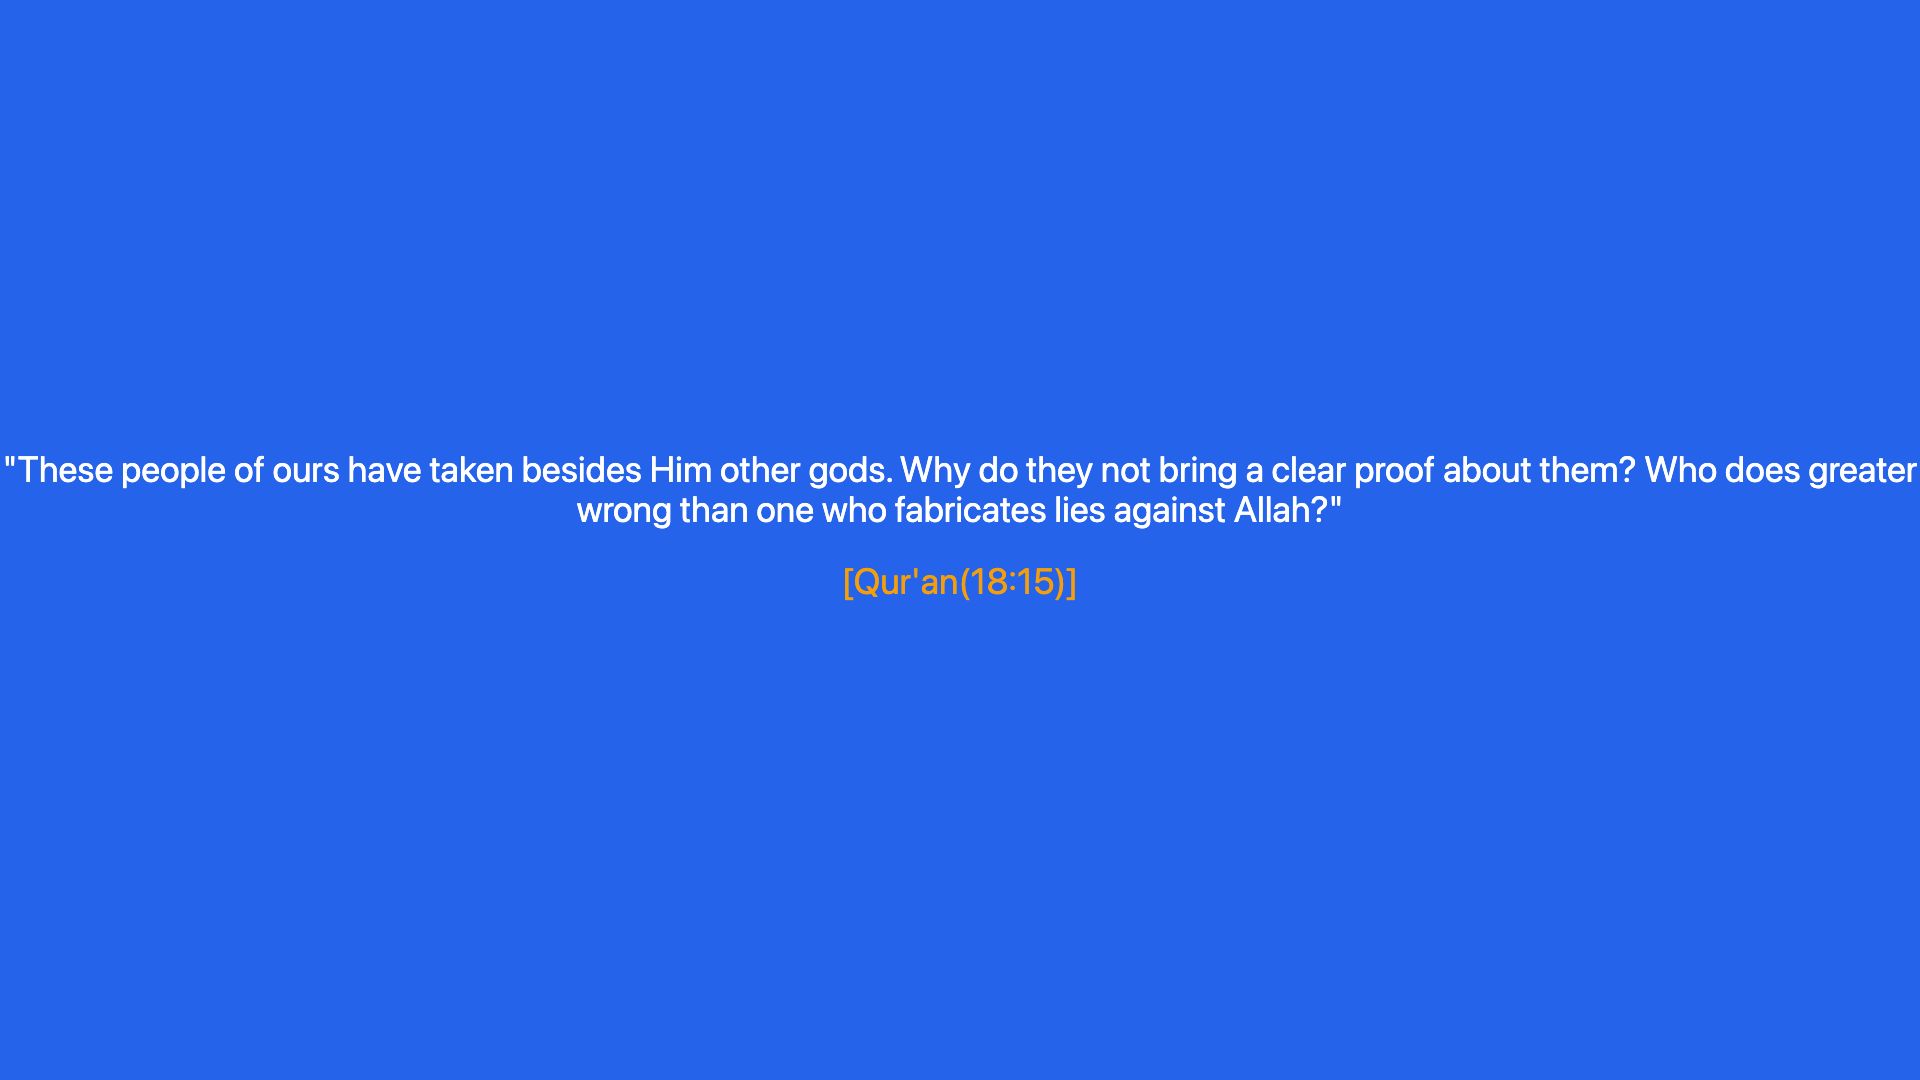 "These people of ours have taken besides Him other gods. Why do they not bring a clear proof about them? Who does greater
wrong than one who fabricates lies against Allah?"
[Qur'an(18:15)]